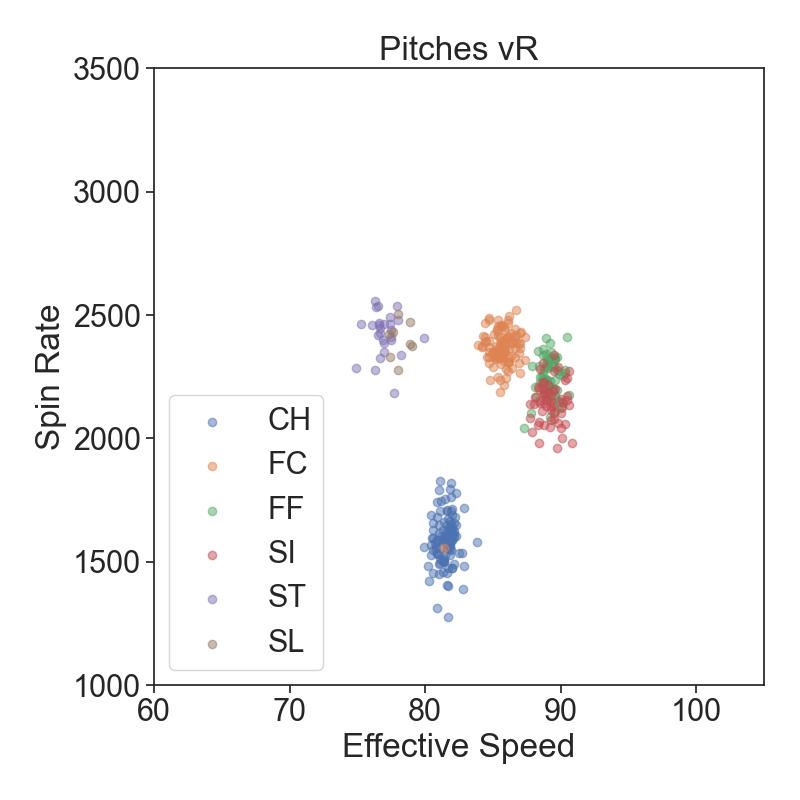 Pitches vR
3500
3000
2500
2000
1500
1000
Spin Rate
CH
FC
FF
SI
ST
SL
60 70 80 90 100
Effective Speed